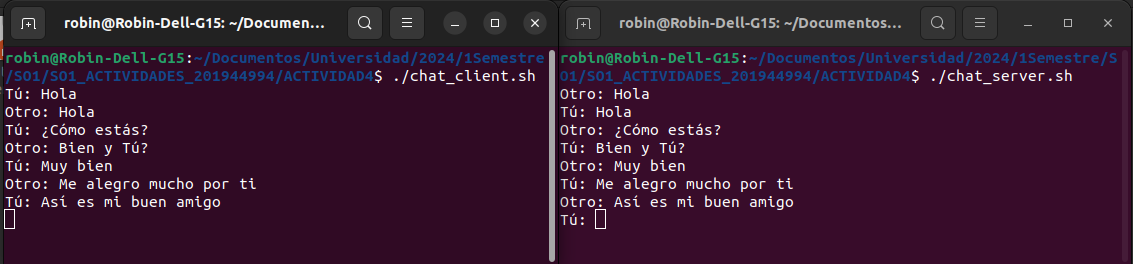 robin@Robin-Dell-G15: ~/Documen...
robin@Robin-Dell-G15:~/Documentos/Universidad/2024/1Semestre
/SO1/SO1_ACTIVIDADES_201944994/ACTIVIDAD4$ ./chat_client.sh
Tú: Hola
Otro: Hola
Tú: ¿Cómo estás?
Otro: Bien y Tú?
Tú: Muy bien
Otro: Me alegro mucho por ti
Tú: Así es mi buen amigo
robin@Robin-Dell-G15: ~/Documentos...
robin@Robin-Dell-G15:~/Documentos/Universidad/2024/1Semestre/S
O1/SO1_ACTIVIDADES_201944994/ACTIVIDAD4$ ./chat_server.sh
Otro: Hola
Tú: Hola
Otro: ¿Cómo estás?
Tú: Bien y Tú?
Otro: Muy bien
Tú: Me alegro mucho por ti
Otro: Así es mi buen amigo
Tú: